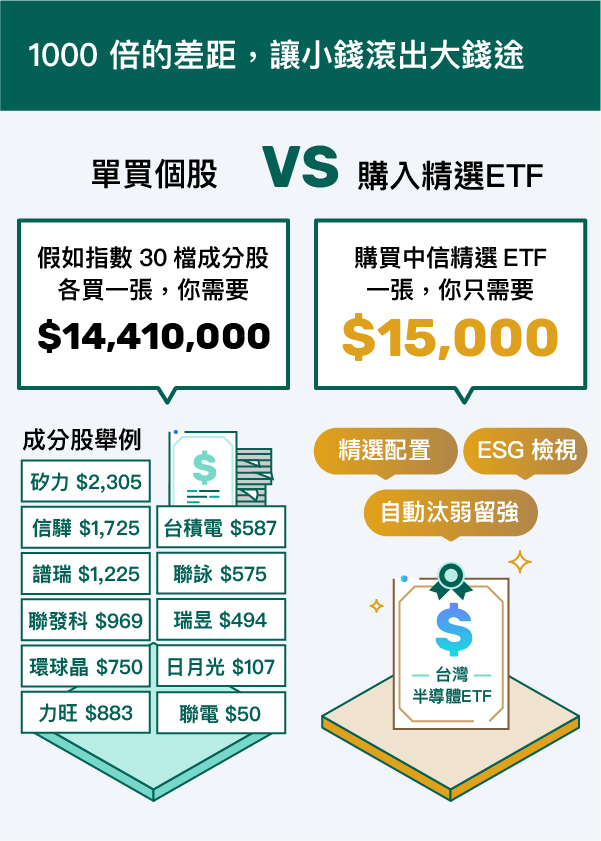 1000 倍的差距，讓小錢滾出大錢途
單買個股
VS
購入精選ETF
假如指數 30 檔成分股
各買一張，你需要
$14,410,000
購買中信精選 ETF
一張，你只需要
$15,000
成分股舉例
矽力 $2,305
信驊 $1,725
台積電 $587
譜瑞 $1,225
聯詠 $575
聯發科 $969
瑞昱 $494
環球晶 $750
日月光 $107
力旺 $883
聯電 $50
精選配置
ESG 檢視
自動汰弱留強
台灣
半導體ETF